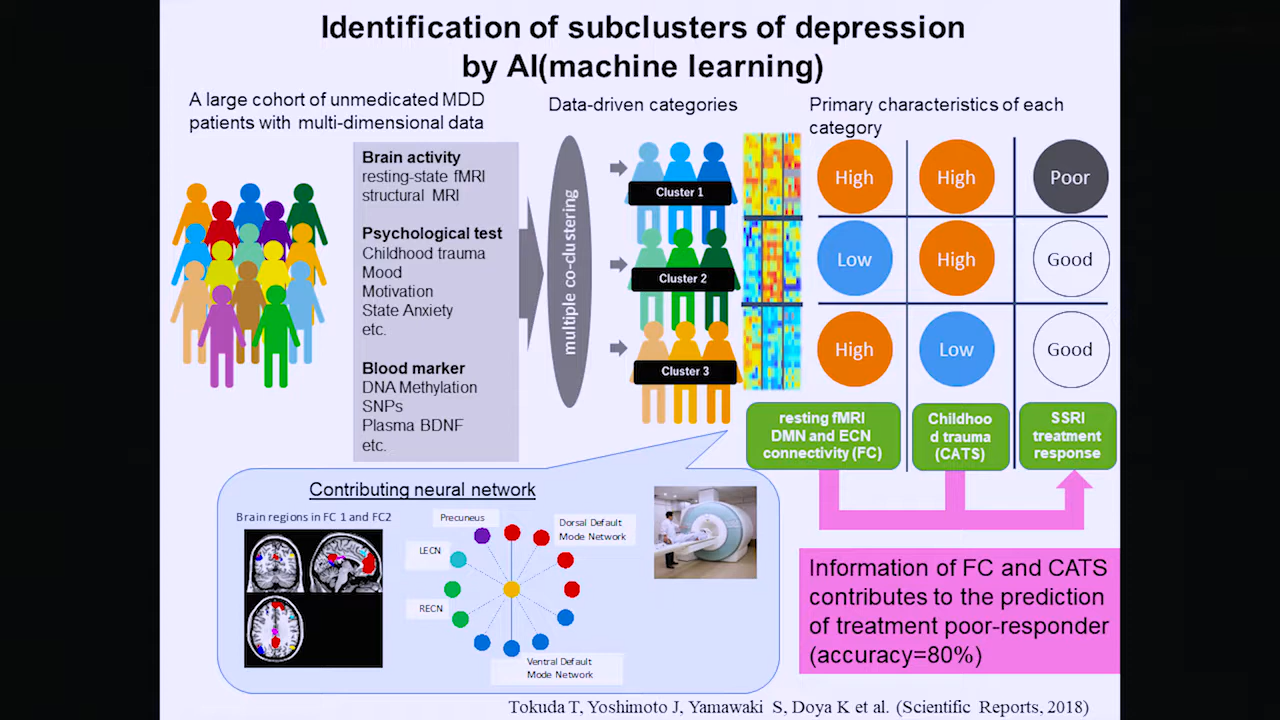 Identification of subclusters of depression
by AI(machine learning)
A large cohort of unmedicated MDD
patients with multi-dimensional data
Brain activity
resting-state fMRI
structural MRI
Psychological test
Childhood trauma
Mood
Motivation
State Anxiety
etc.
Blood marker
DNA Methylation
SNPs
Plasma BDNF
etc.
multiple co-clustering
Data-driven categories
Cluster 1
Cluster 2
Cluster 3
Primary characteristics of each
category
High
High
Poor
Low
High
Good
High
Low
Good
resting fMRI
DMN and ECN
connectivity (FC)
Childhoo
d trauma
(CATS)
SSRI
treatment
response
Contributing neural network
Brain regions in FC 1 and FC2
Precuneus
Dorsal Default
Mode Network
LECN
RECN
Ventral Default
Mode Network
Information of FC and CATS
contributes to the prediction
of treatment poor-responder
(accuracy=80%)
Tokuda T, Yoshimoto J, Yamawaki S, Doya K et al. (Scientific Reports, 2018)